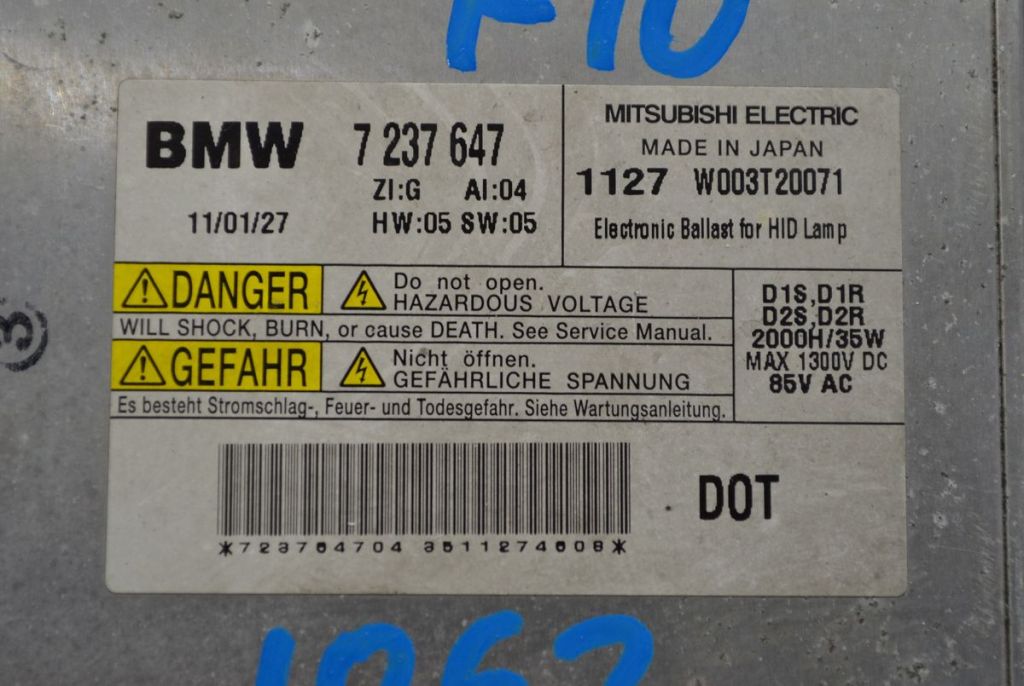 F10
BMW 7 237 647
ZI:G AI:04
11/01/27 HW:05 SW:05
MITSUBISHI ELECTRIC
MADE IN JAPAN
1127 W003T20071
Electronic Ballast for HID Lamp
DANGER
Do not open.
HAZARDOUS VOLTAGE
WILL SHOCK, BURN, or cause DEATH. See Service Manual.
GEFAHR
Nicht öffnen.
GEFÄHRLICHE SPANNUNG
Es besteht Stromschlag-, Feuer- und Todesgefahr. Siehe Wartungsanleitung.
D1S,D1R
D2S,D2R
2000H/35W
MAX 1300V DC
85V AC
DOT
*723764704 3511274608*